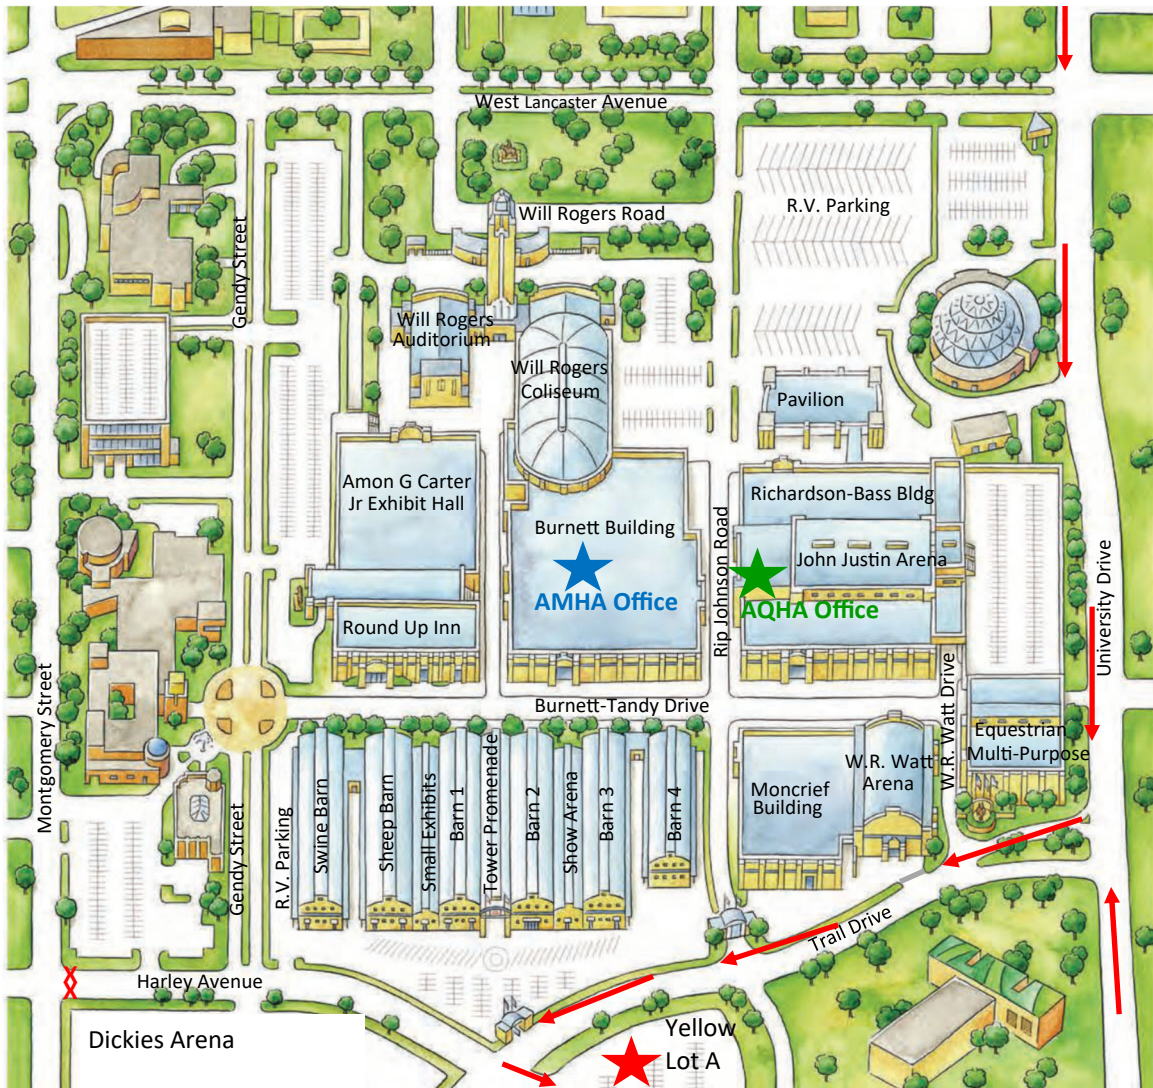 West Lancaster Avenue
Will Rogers Road
R.V. Parking
Gendy Street
Will Rogers
Auditorium
Will Rogers
Coliseum
Pavilion
Amon G Carter
Jr Exhibit Hall
Burnett Building
AMHA Office
Richardson-Bass Bldg
John Justin Arena
AQHA Office
Rip Johnson Road
University Drive
Round Up Inn
Burnett-Tandy Drive
W.R. Watt Drive
Montgomery Street
Equestrian
Multi-Purpose
W.R. Watt
Arena
Moncrief
Building
Gendy Street
R.V. Parking
Swine Barn
Sheep Barn
Small Exhibits
Barn 1
Tower Promenade
Barn 2
Show Arena
Barn 3
Barn 4
Trail Drive
Harley Avenue
Dickies Arena
Yellow
Lot A